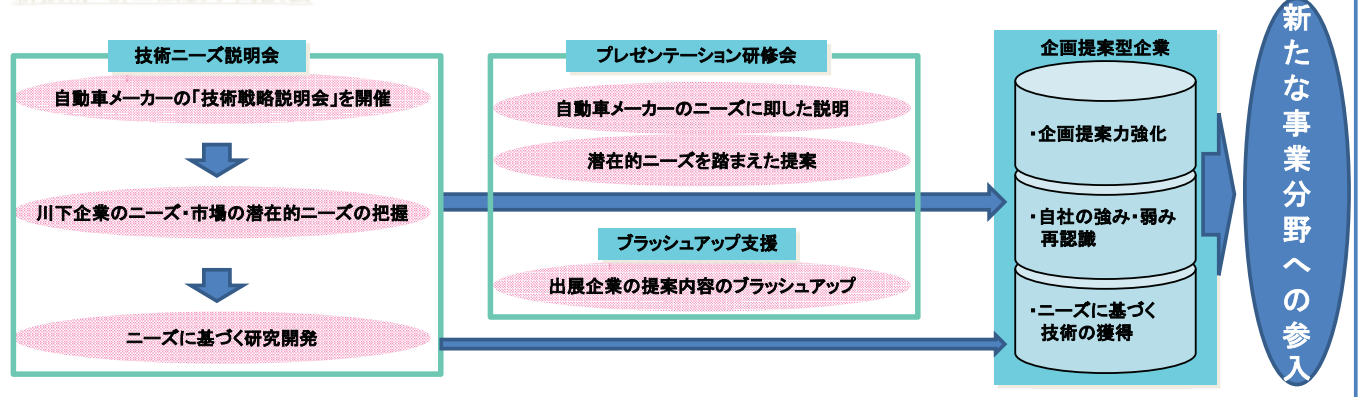 技術ニーズ説明会
自動車メーカーの「技術戦略説明会」を開催
川下企業のニーズ・市場の潜在的ニーズの把握
ニーズに基づく研究開発
プレゼンテーション研修会
自動車メーカーのニーズに即した説明
潜在的ニーズを踏まえた提案
ブラッシュアップ支援
出展企業の提案内容のブラッシュアップ
企画提案型企業
・企画提案力強化
・自社の強み・弱み
再認識
・ニーズに基づく
技術の獲得
新たな事業分野への参入